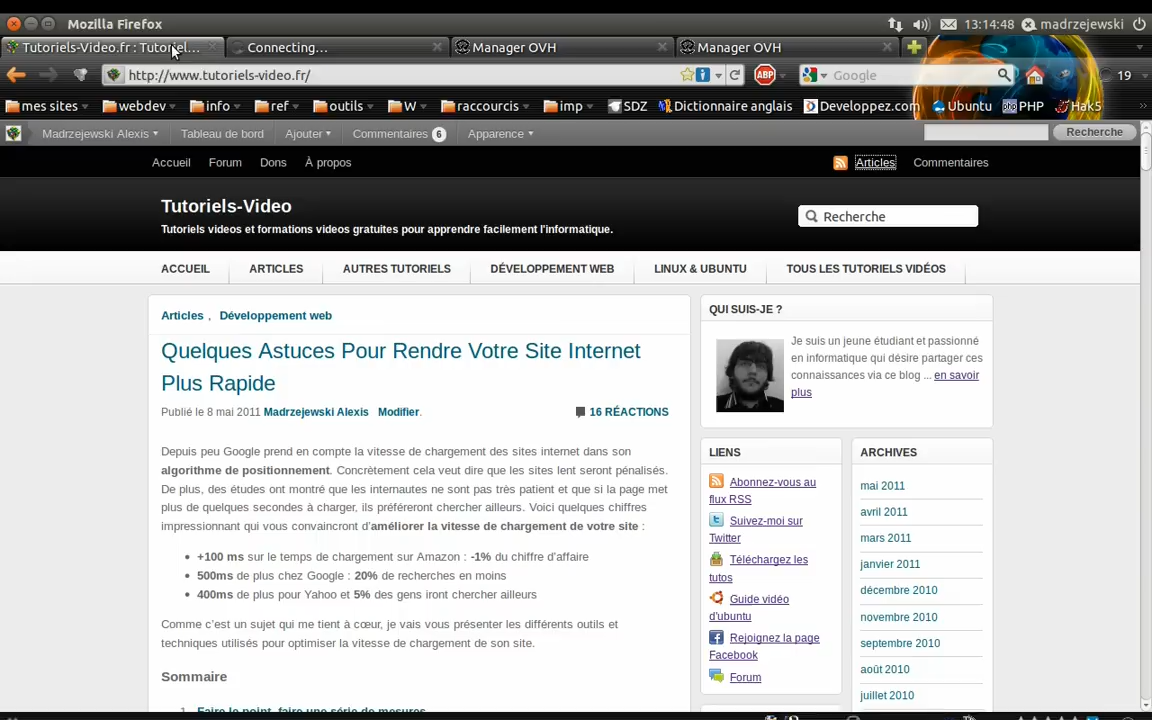 Mozilla Firefox
13:14:48
madrzejewski
Tutoriels-Video.fr : Tutoriel...
Connecting...
Manager OVH
Manager OVH
http://www.tutoriels-video.fr/
ABP
Google
19
mes sites
webdev
info
ref
outils
W
raccourcis
imp
SDZ
Dictionnaire anglais
Developpez.com
Ubuntu
PHP
Hak5
Madrzejewski Alexis
Tableau de bord
Ajouter
Commentaires 6
Apparence
Recherche
Accueil
Forum
Dons
À propos
Articles
Commentaires
Tutoriels-Video
Tutoriels videos et formations videos gratuites pour apprendre facilement l'informatique.
Recherche
ACCUEIL
ARTICLES
AUTRES TUTORIELS
DÉVELOPPEMENT WEB
LINUX & UBUNTU
TOUS LES TUTORIELS VIDÉOS
Articles , Développement web
Quelques Astuces Pour Rendre Votre Site Internet
Plus Rapide
Publié le 8 mai 2011 Madrzejewski Alexis Modifier.
16 RÉACTIONS
Depuis peu Google prend en compte la vitesse de chargement des sites internet dans son
algorithme de positionnement. Concrètement cela veut dire que les sites lent seront pénalisés.
De plus, des études ont montré que les internautes ne sont pas très patient et que si la page met
plus de quelques secondes à charger, ils préféreront chercher ailleurs. Voici quelques chiffres
impressionnant qui vous convaincront d'améliorer la vitesse de chargement de votre site :
• +100 ms sur le temps de chargement sur Amazon : -1% du chiffre d'affaire
• 500ms de plus chez Google : 20% de recherches en moins
• 400ms de plus pour Yahoo et 5% des gens iront chercher ailleurs
Comme c'est un sujet qui me tient à cœur, je vais vous présenter les différents outils et
techniques utilisés pour optimiser la vitesse de chargement de son site.
Sommaire
1. Faire le point, faire une série de mesures
QUI SUIS-JE ?
Je suis un jeune étudiant et passionné
en informatique qui désire partager ces
connaissances via ce blog ... en savoir
plus
LIENS
Abonnez-vous au
flux RSS
Suivez-moi sur
Twitter
Téléchargez les
tutos
Guide vidéo
d'ubuntu
Rejoignez la page
Facebook
Forum
ARCHIVES
mai 2011
avril 2011
mars 2011
janvier 2011
décembre 2010
novembre 2010
septembre 2010
août 2010
juillet 2010